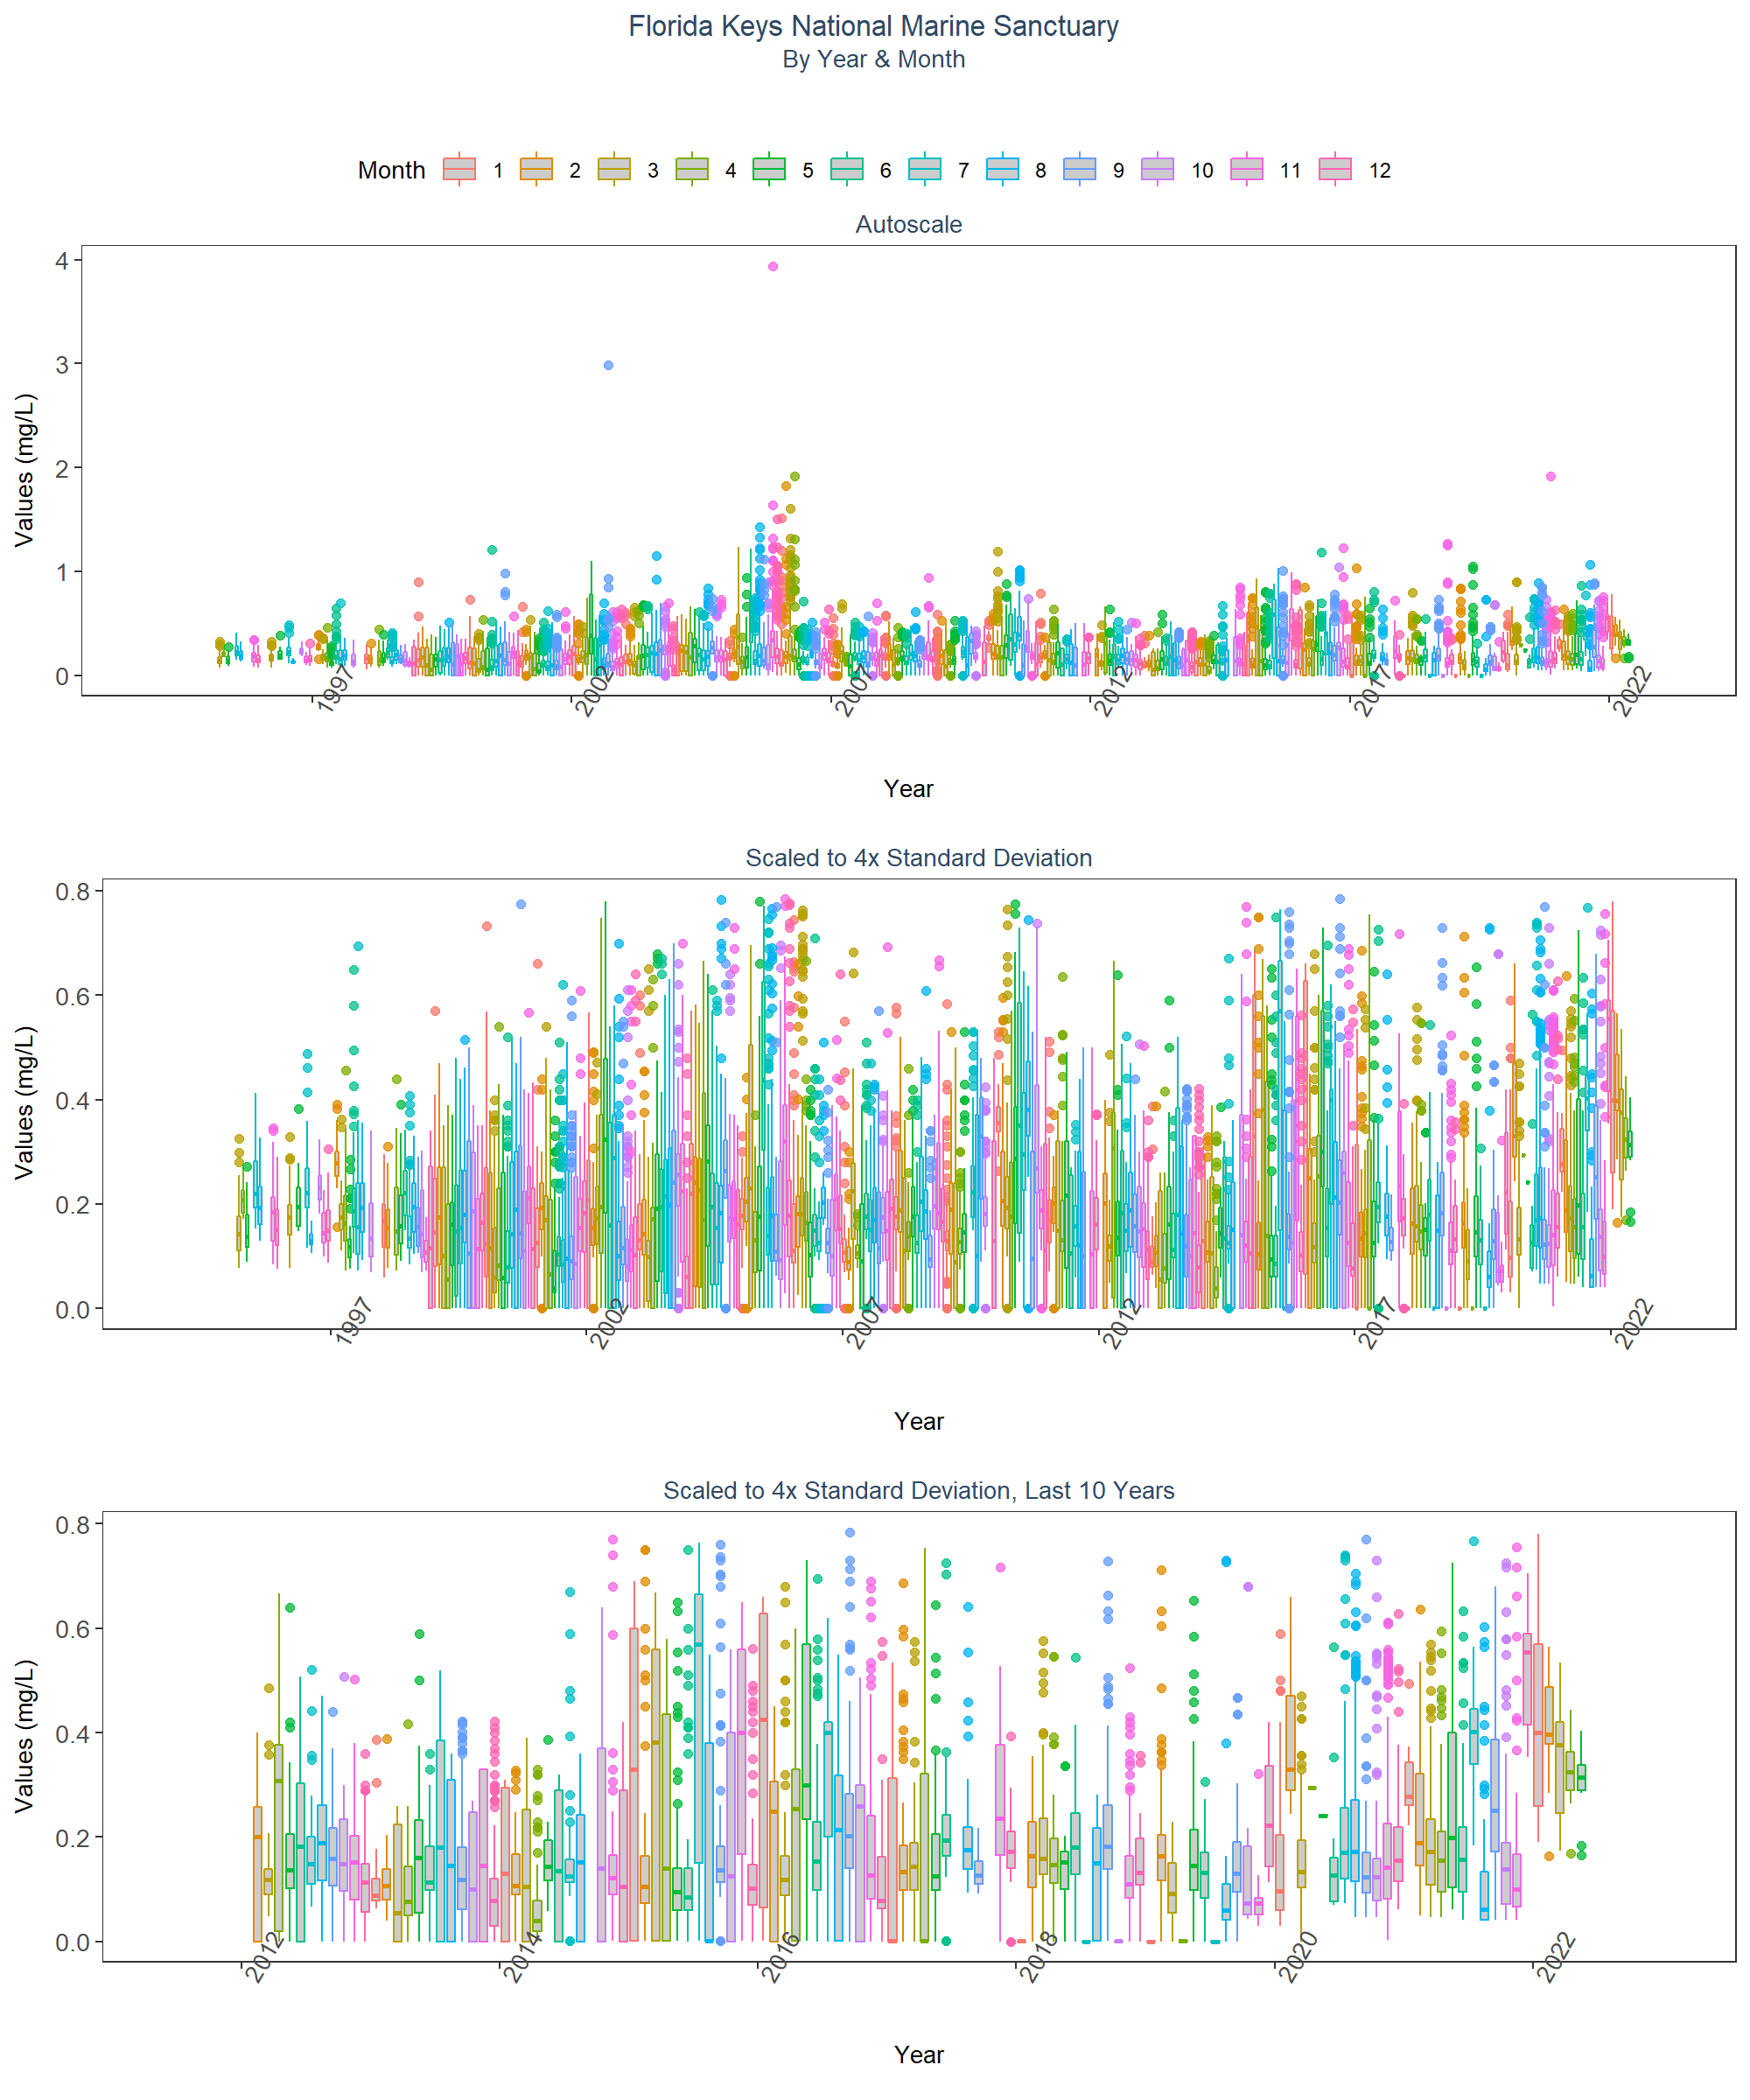 Florida Keys National Marine Sanctuary
By Year & Month
Month 1 2 3 4 5 6 7 8 9 10 11 12
Autoscale
Values (mg/L)
4
3
2
1
0
1997 2002 2007 2012 2017 2022
Year
Scaled to 4x Standard Deviation
Values (mg/L)
0.8
0.6
0.4
0.2
0.0
1997 2002 2007 2012 2017 2022
Year
Scaled to 4x Standard Deviation, Last 10 Years
Values (mg/L)
0.8
0.6
0.4
0.2
0.0
2012 2014 2016 2018 2020 2022
Year